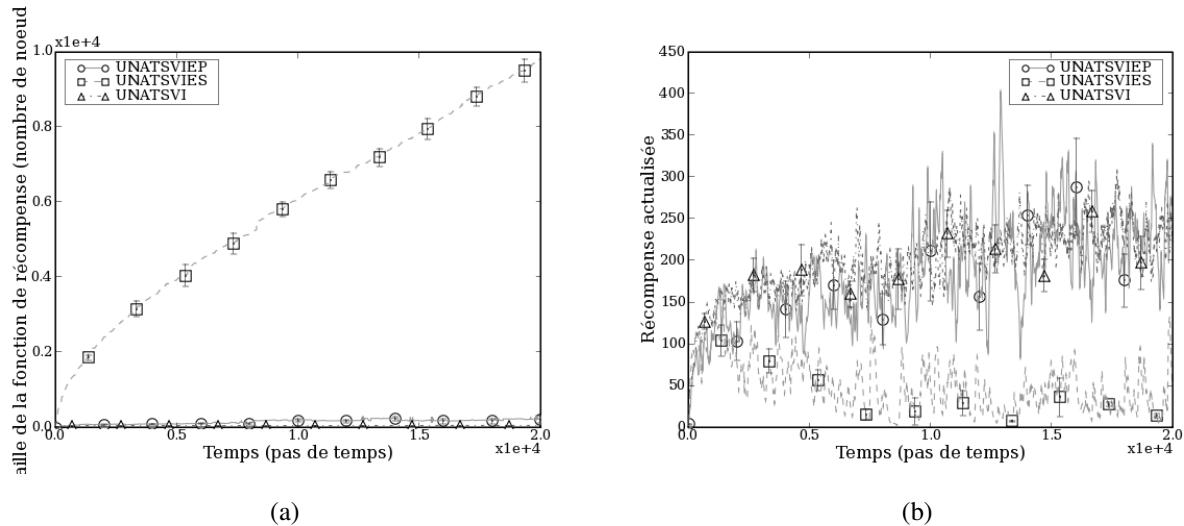 x1e+4
1.0
0.8
0.6
0.4
0.2
0.0
UNATSVIEP
UNATSVIES
UNATSVI
aille de la fonction de récompense (nombre de noeud
0.0 0.5 1.0 1.5 2.0
Temps (pas de temps)
x1e+4
(a)
450
400
350
300
250
200
150
100
50
0
UNATSVIEP
UNATSVIES
UNATSVI
Récompense actualisée
0.0 0.5 1.0 1.5 2.0
Temps (pas de temps)
x1e+4
(b)